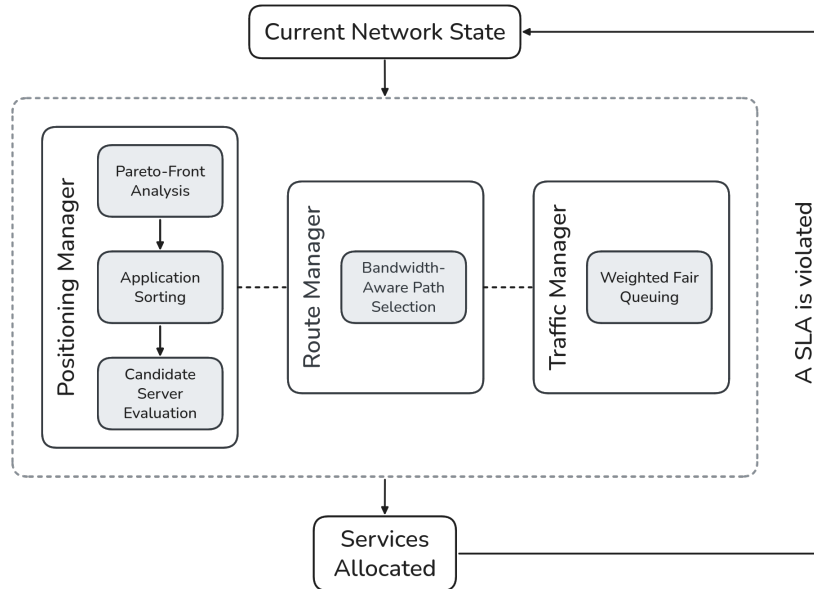 Current Network State
Positioning Manager
Pareto-Front
Analysis
Application
Sorting
Candidate
Server
Evaluation
Route Manager
Bandwidth-
Aware Path
Selection
Traffic Manager
Weighted Fair
Queuing
A SLA is violated
Services
Allocated